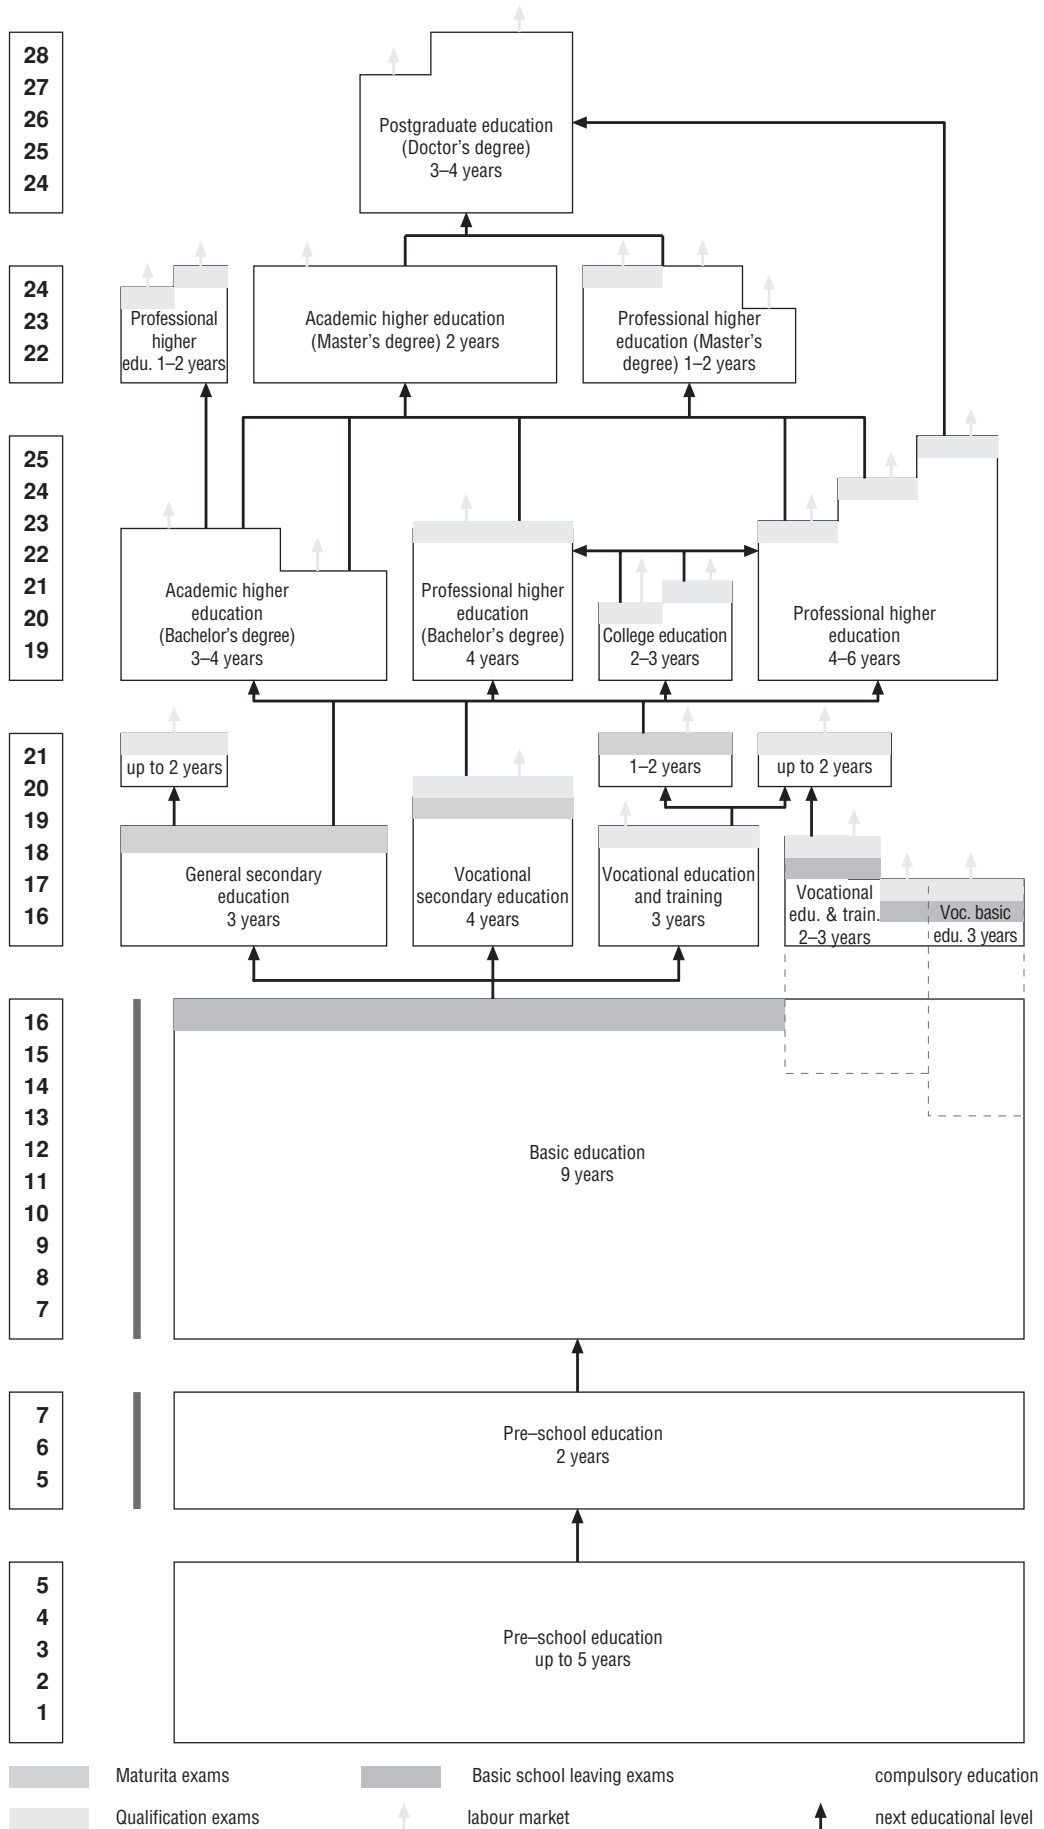 28
27
26
25
24
Postgraduate education
(Doctor's degree)
3–4 years
24
23
22
Professional
higher
edu. 1–2 years
Academic higher education
(Master's degree) 2 years
Professional higher
education (Master's
degree) 1–2 years
25
24
23
22
21
20
19
Academic higher
education
(Bachelor's degree)
3–4 years
Professional higher
education
(Bachelor's degree)
4 years
College education
2–3 years
Professional higher
education
4–6 years
21
20
19
18
17
16
up to 2 years
1–2 years
up to 2 years
General secondary
education
3 years
Vocational
secondary education
4 years
Vocational education
and training
3 years
Vocational
edu. & train.
2–3 years
Voc. basic
edu. 3 years
16
15
14
13
12
11
10
9
8
7
Basic education
9 years
7
6
5
Pre–school education
2 years
5
4
3
2
1
Pre–school education
up to 5 years
Maturita exams
Basic school leaving exams
compulsory education
Qualification exams
labour market
next educational level